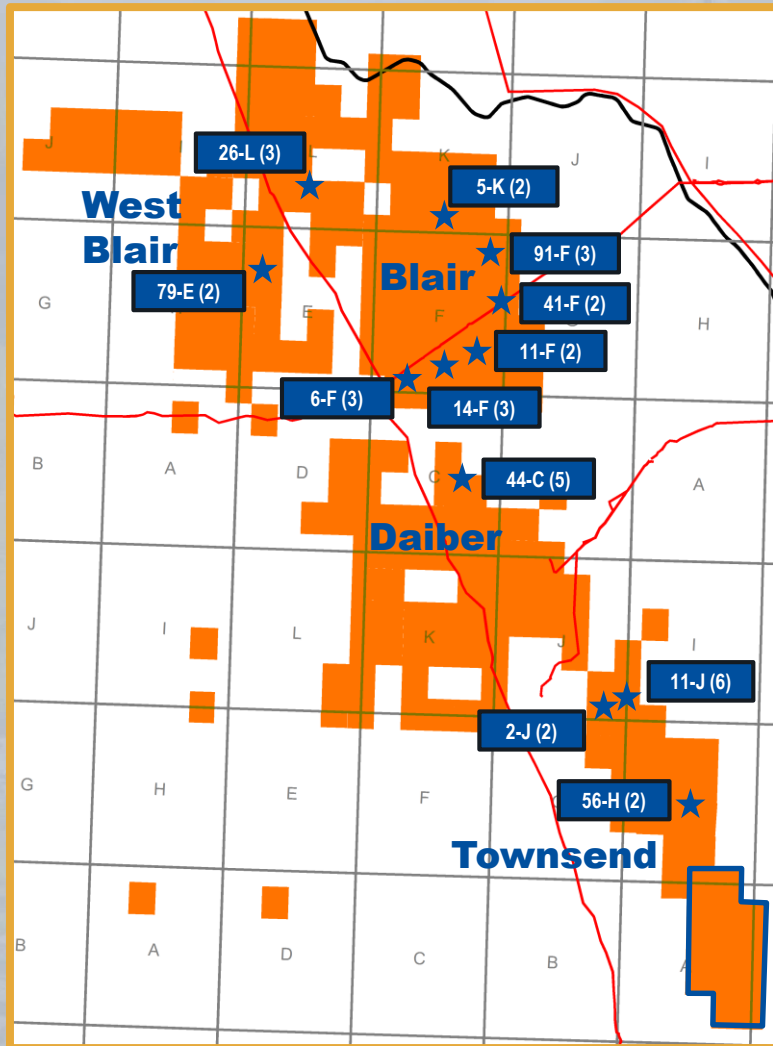 J
I
L
K
J
I
26-L (3)
5-K (2)
West
Blair
91-F (3)
79-E (2)
Blair
41-F (2)
G
E
F
H
11-F (2)
6-F (3)
14-F (3)
B
A
D
C
A
44-C (5)
Daiber
J
I
L
K
J
I
11-J (6)
2-J (2)
G
H
E
F
G
56-H (2)
Townsend
B
A
D
C
B
A